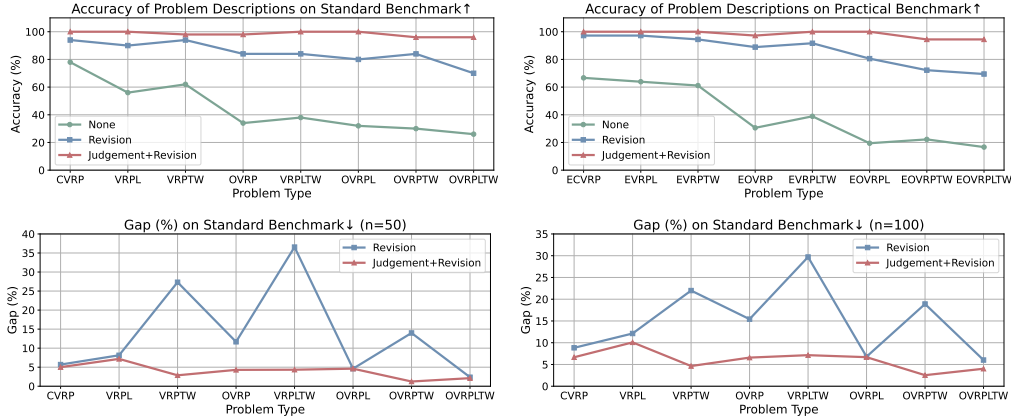 Accuracy of Problem Descriptions on Standard Benchmark↑
Accuracy (%)
100
80
60
40
20
0
None
Revision
Judgement+Revision
CVRP VRPL VRPTW OVRP VRPLTW OVRPL OVRPTW OVRPLTW
Problem Type
Accuracy of Problem Descriptions on Practical Benchmark↑
Accuracy (%)
100
80
60
40
20
0
None
Revision
Judgement+Revision
ECVRP EVRPL EVRPTW EOVRP EVRPLTW EOVRPL EOVRPTW EOVRPLTW
Problem Type
Gap (%) on Standard Benchmark↓ (n=50)
Gap (%)
40
35
30
25
20
15
10
5
0
Revision
Judgement+Revision
CVRP VRPL VRPTW OVRP VRPLTW OVRPL OVRPTW OVRPLTW
Problem Type
Gap (%) on Standard Benchmark↓ (n=100)
Gap (%)
35
30
25
20
15
10
5
0
Revision
Judgement+Revision
CVRP VRPL VRPTW OVRP VRPLTW OVRPL OVRPTW OVRPLTW
Problem Type